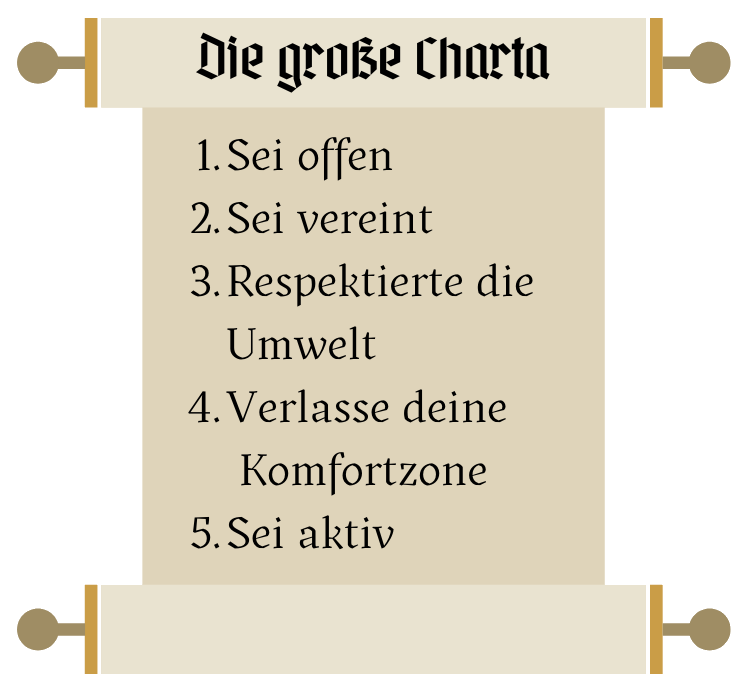 Die große Charta
1. Sei offen
2. Sei vereint
3. Respektierte die
Umwelt
4. Verlasse deine
Komfortzone
5. Sei aktiv